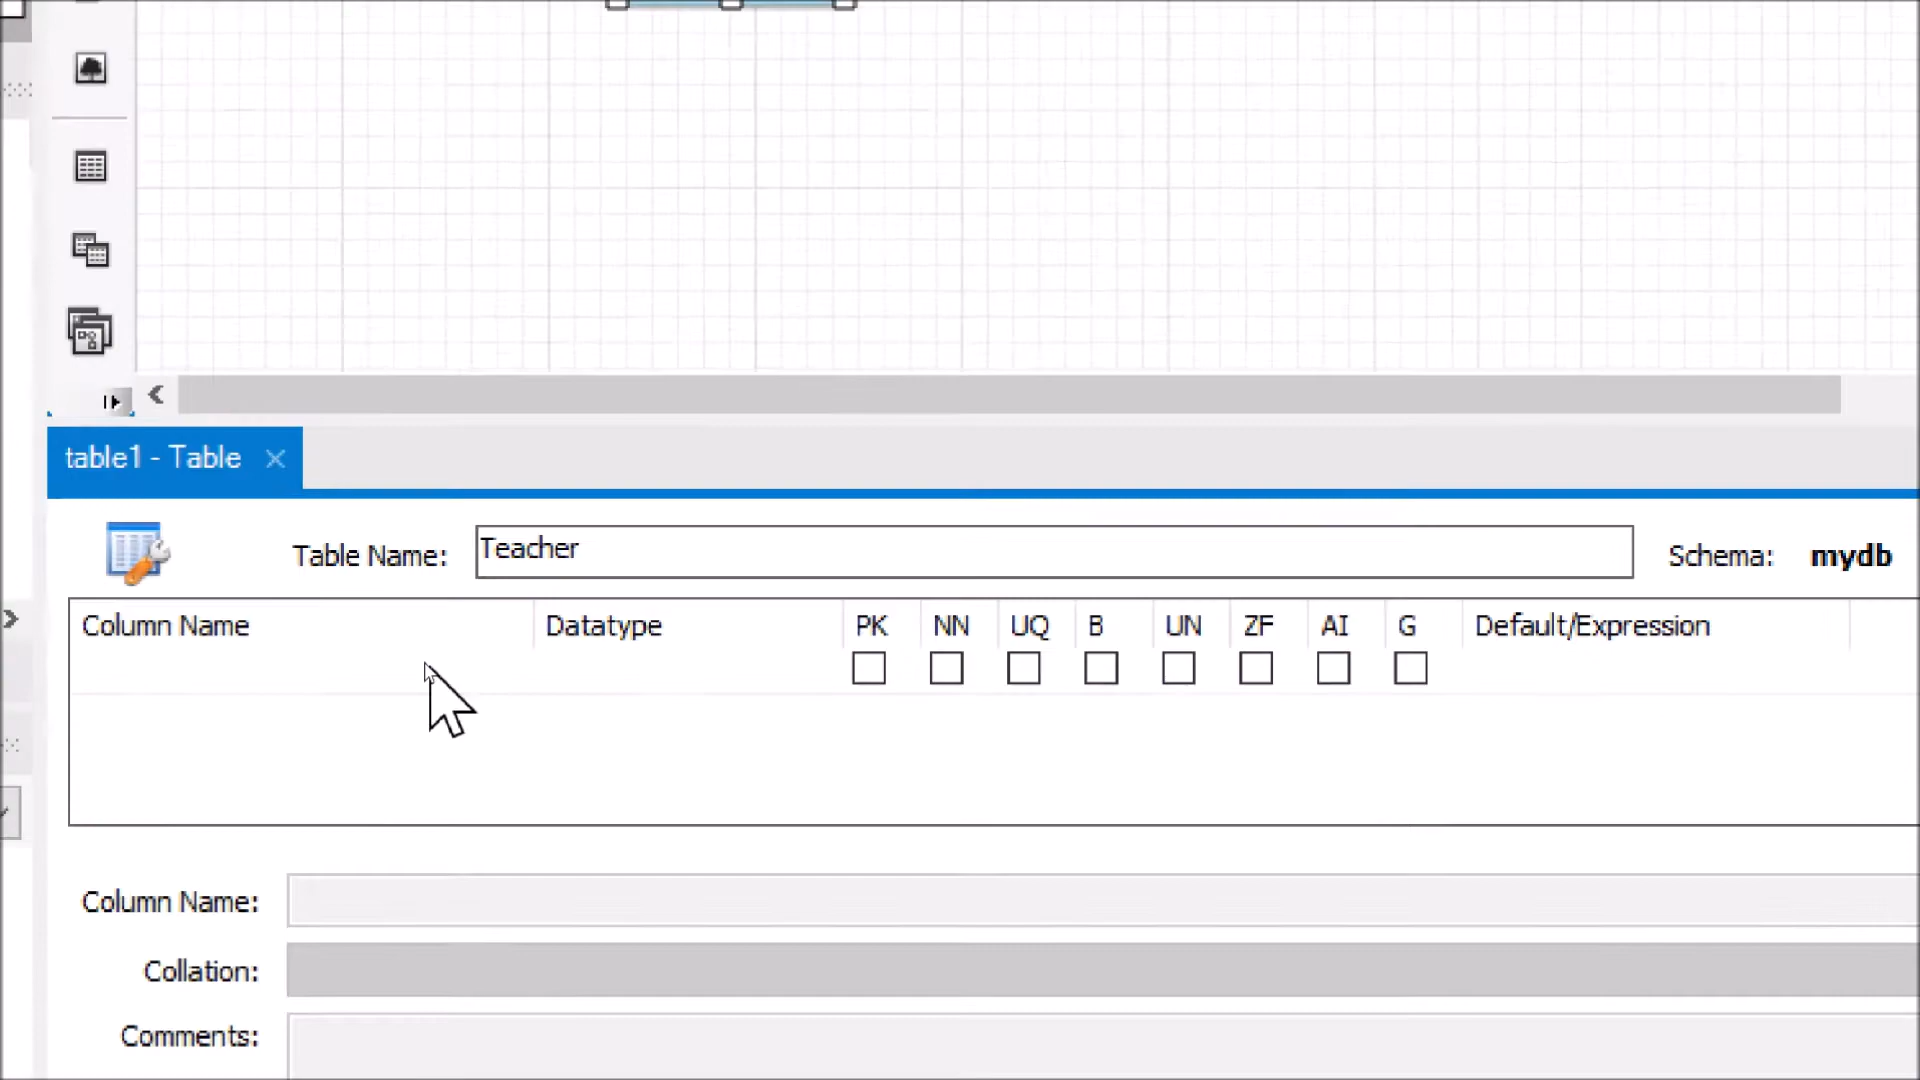 table1 - Table
Table Name: Teacher Schema: mydb
Column Name Datatype PK NN UQ B UN ZF AI G Default/Expression
Column Name:
Collation:
Comments: